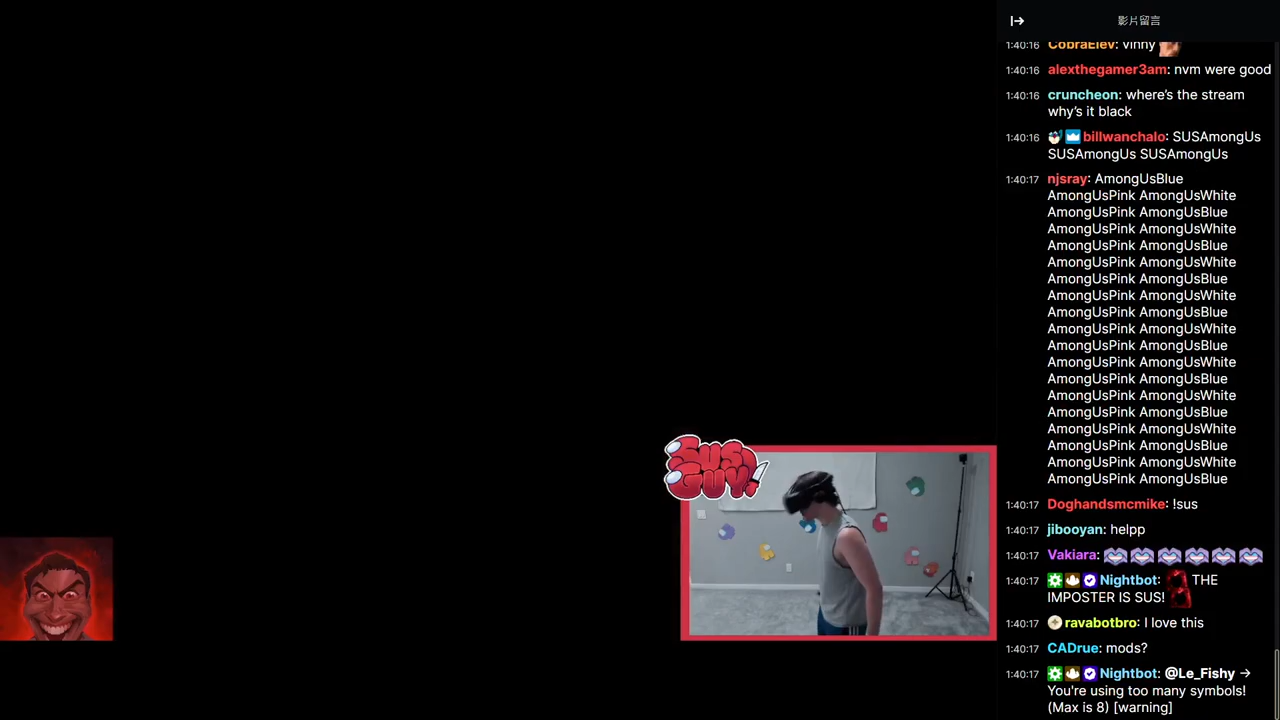 影片留言
1:40:16 CobraElev: vinny
1:40:16 alexthegamer3am: nvm were good
1:40:16 cruncheon: where's the stream
why's it black
1:40:16 billwanchalo: SUSAmongUs
SUSAmongUs SUSAmongUs
1:40:17 njsray: AmongUsBlue
AmongUsPink AmongUsWhite
AmongUsPink AmongUsBlue
AmongUsPink AmongUsWhite
AmongUsPink AmongUsBlue
AmongUsPink AmongUsWhite
AmongUsPink AmongUsBlue
AmongUsPink AmongUsWhite
AmongUsPink AmongUsBlue
AmongUsPink AmongUsWhite
AmongUsPink AmongUsBlue
AmongUsPink AmongUsWhite
AmongUsPink AmongUsBlue
AmongUsPink AmongUsWhite
AmongUsPink AmongUsBlue
AmongUsPink AmongUsWhite
AmongUsPink AmongUsBlue
AmongUsPink AmongUsWhite
AmongUsPink AmongUsBlue
1:40:17 Doghandsmcmike: !sus
1:40:17 jibooyan: helpp
1:40:17 Vakiara:
1:40:17 Nightbot: THE
IMPOSTER IS SUS!
1:40:17 ravabotbro: I love this
1:40:17 CADrue: mods?
1:40:17 Nightbot: @Le_Fishy →
You're using too many symbols!
(Max is 8) [warning]
SUS
GUY!